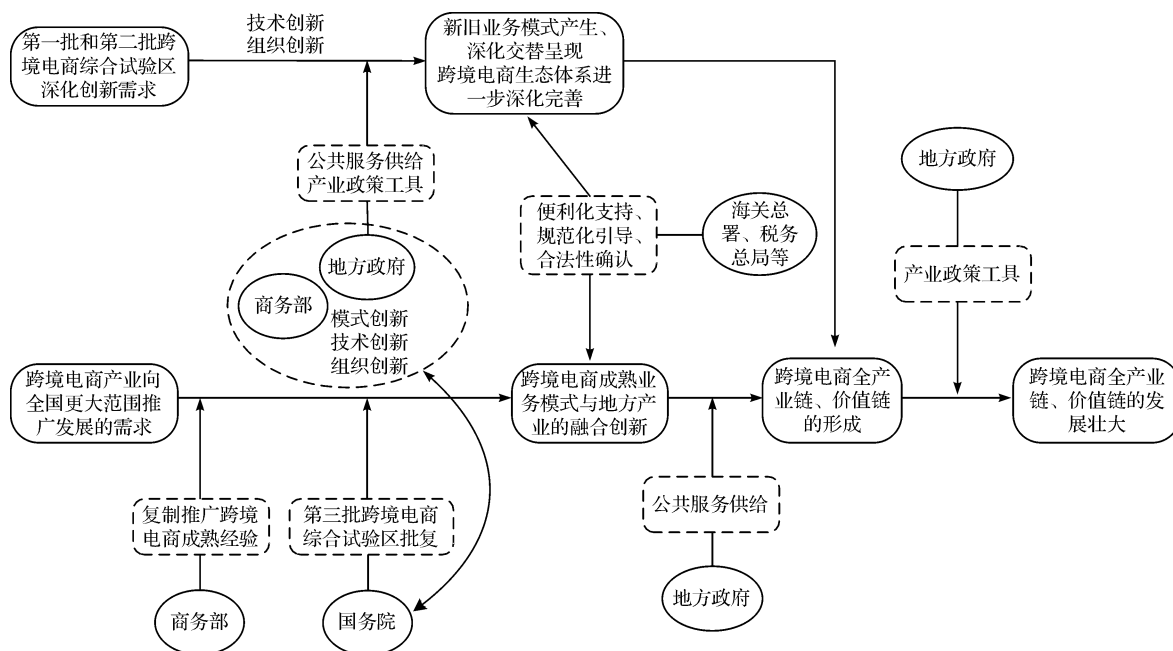 第一批和第二批跨
境电商综合试验区
深化创新需求
技术创新
组织创新
新旧业务模式产生、
深化交替呈现
跨境电商生态体系进
一步深化完善
公共服务供给
产业政策工具
地方政府
商务部
模式创新
技术创新
组织创新
便利化支持、
规范化引导、
合法性确认
海关总
署、税务
总局等
地方政府
产业政策工具
跨境电商产业向
全国更大范围推
广发展的需求
跨境电商成熟业
务模式与地方产
业的融合创新
跨境电商全产
业链、价值链
的形成
跨境电商全产业
链、价值链的发
展壮大
复制推广跨境
电商成熟经验
第三批跨境电商
综合试验区批复
公共服务供给
商务部
国务院
地方政府